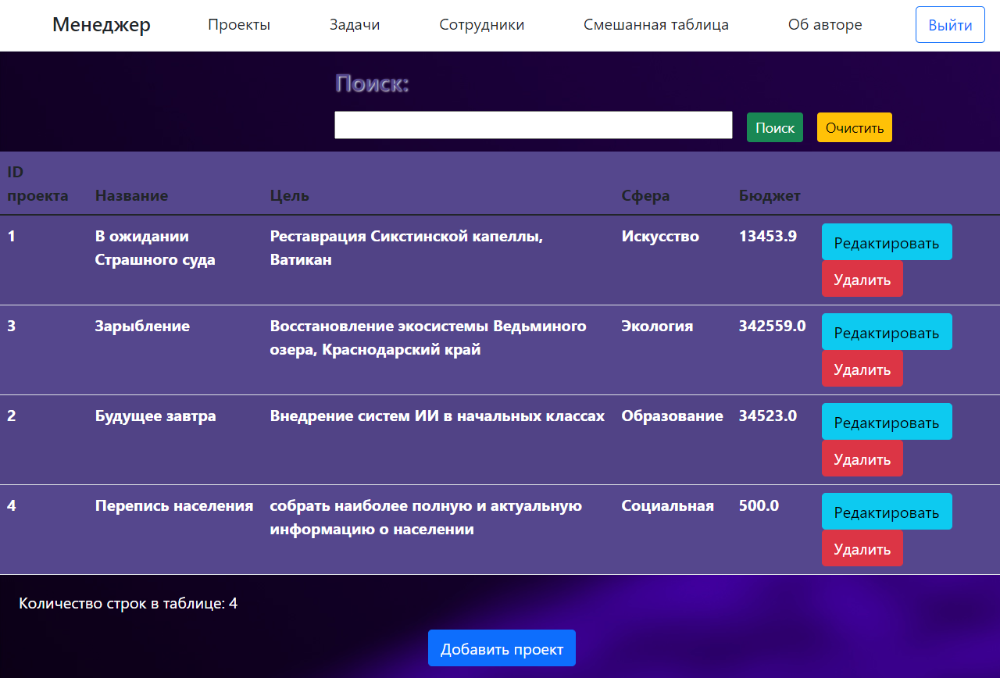 Менеджер Проекты Задачи Сотрудники Смешанная таблица Об авторе Выйти
Поиск:
Поиск Очистить
ID
проекта Название Цель Сфера Бюджет
1 В ожидании Реставрация Сикстинской капеллы, Искусство 13453.9 Редактировать
Страшного суда Ватикан
Удалить
3 Зарыбление Восстановление экосистемы Ведьминого Экология 342559.0 Редактировать
озера, Краснодарский край
Удалить
2 Будущее завтра Внедрение систем ИИ в начальных классах Образование 34523.0 Редактировать
Удалить
4 Перепись населения собрать наиболее полную и актуальную Социальная 500.0 Редактировать
информацию о населении
Удалить
Количество строк в таблице: 4
Добавить проект